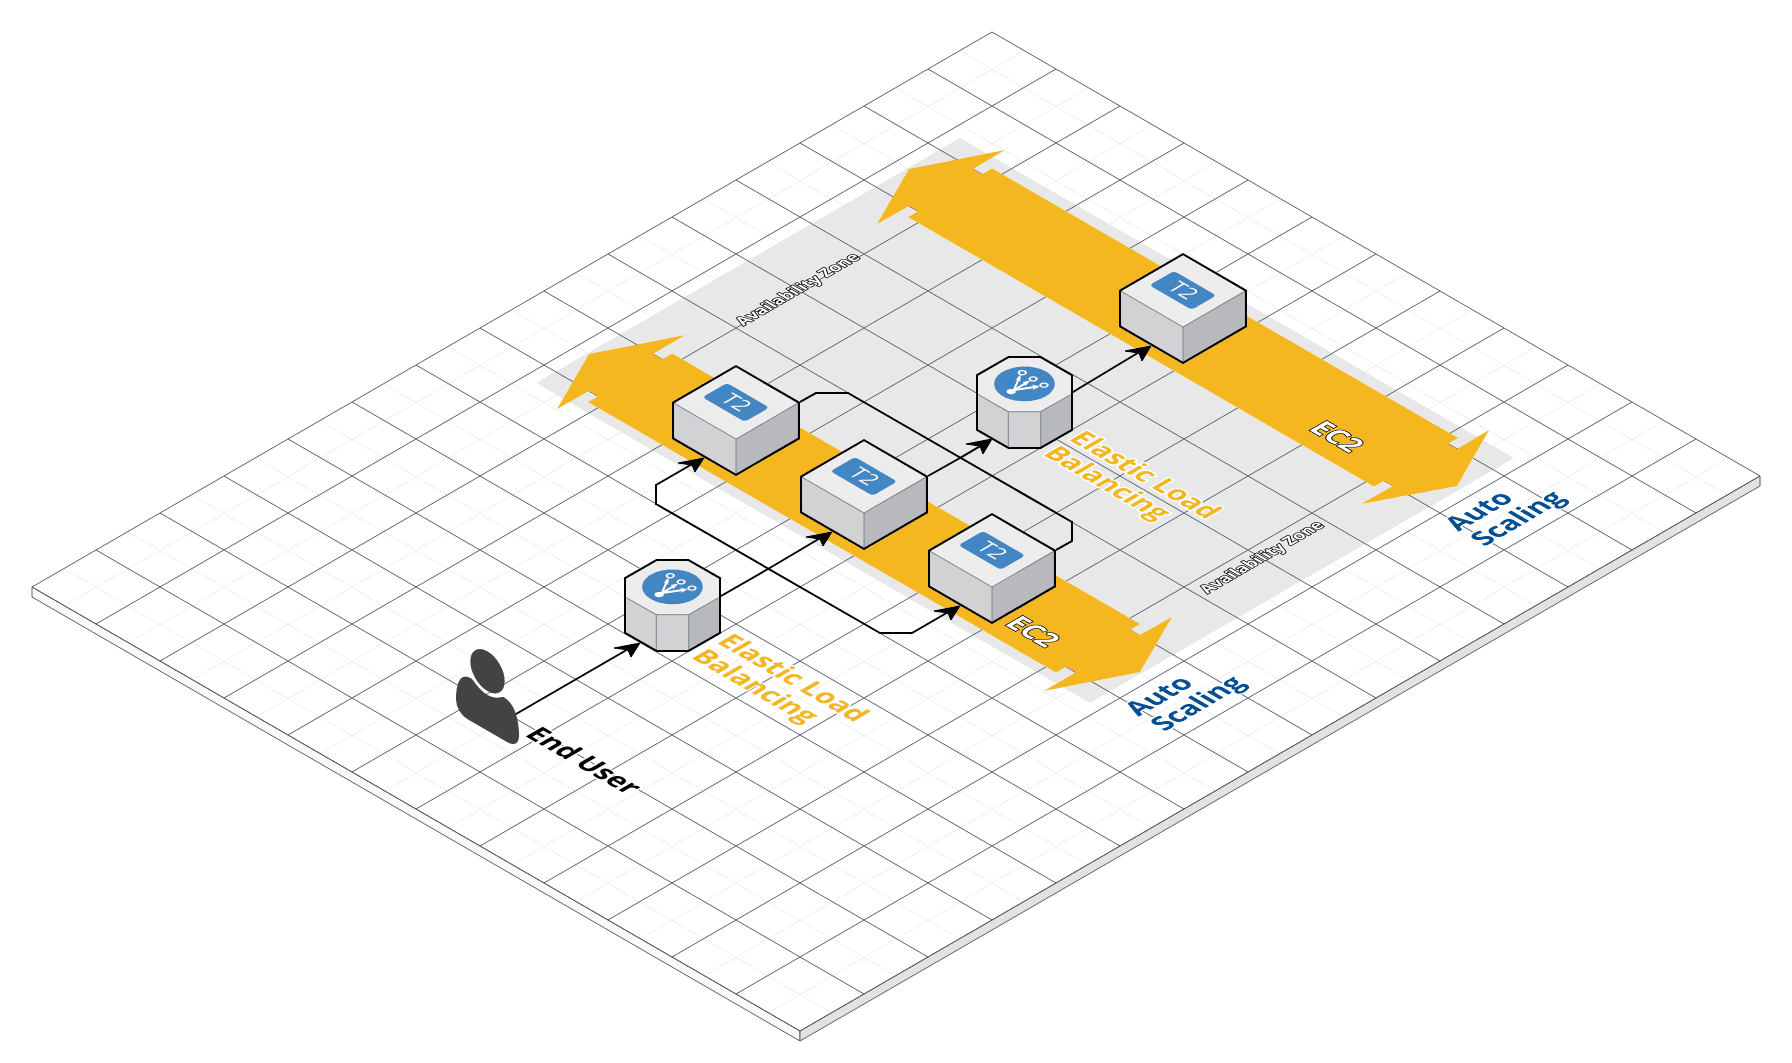 T2
Availability Zone
T2
EC2
Elastic Load
Balancing
T2
Auto
Scaling
T2
Availability Zone
EC2
Elastic Load
Balancing
Auto
Scaling
End User